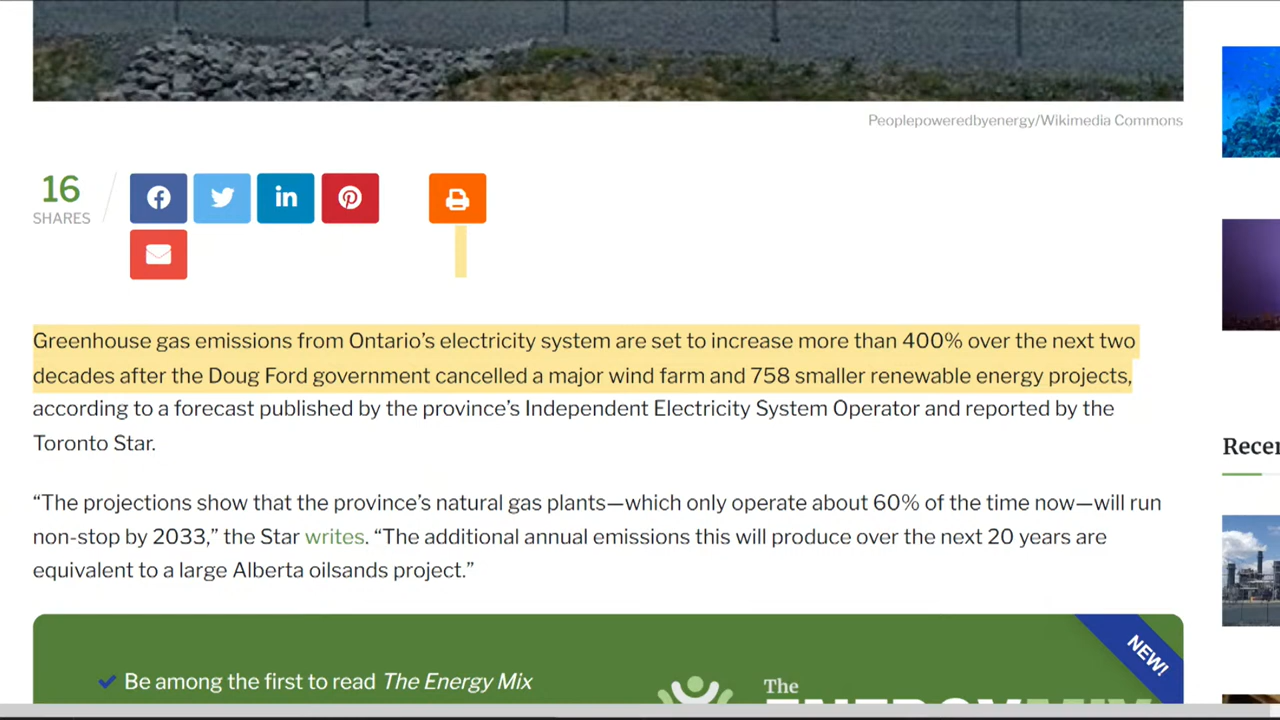 Peoplepoweredbyenergy/Wikimedia Commons
16
SHARES
Greenhouse gas emissions from Ontario’s electricity system are set to increase more than 400% over the next two
decades after the Doug Ford government cancelled a major wind farm and 758 smaller renewable energy projects,
according to a forecast published by the province’s Independent Electricity System Operator and reported by the
Toronto Star.
“The projections show that the province’s natural gas plants—which only operate about 60% of the time now—will run
non-stop by 2033,” the Star writes. “The additional annual emissions this will produce over the next 20 years are
equivalent to a large Alberta oilsands project.”
NEW!
Be among the first to read The Energy Mix
The
ENERGYMIX